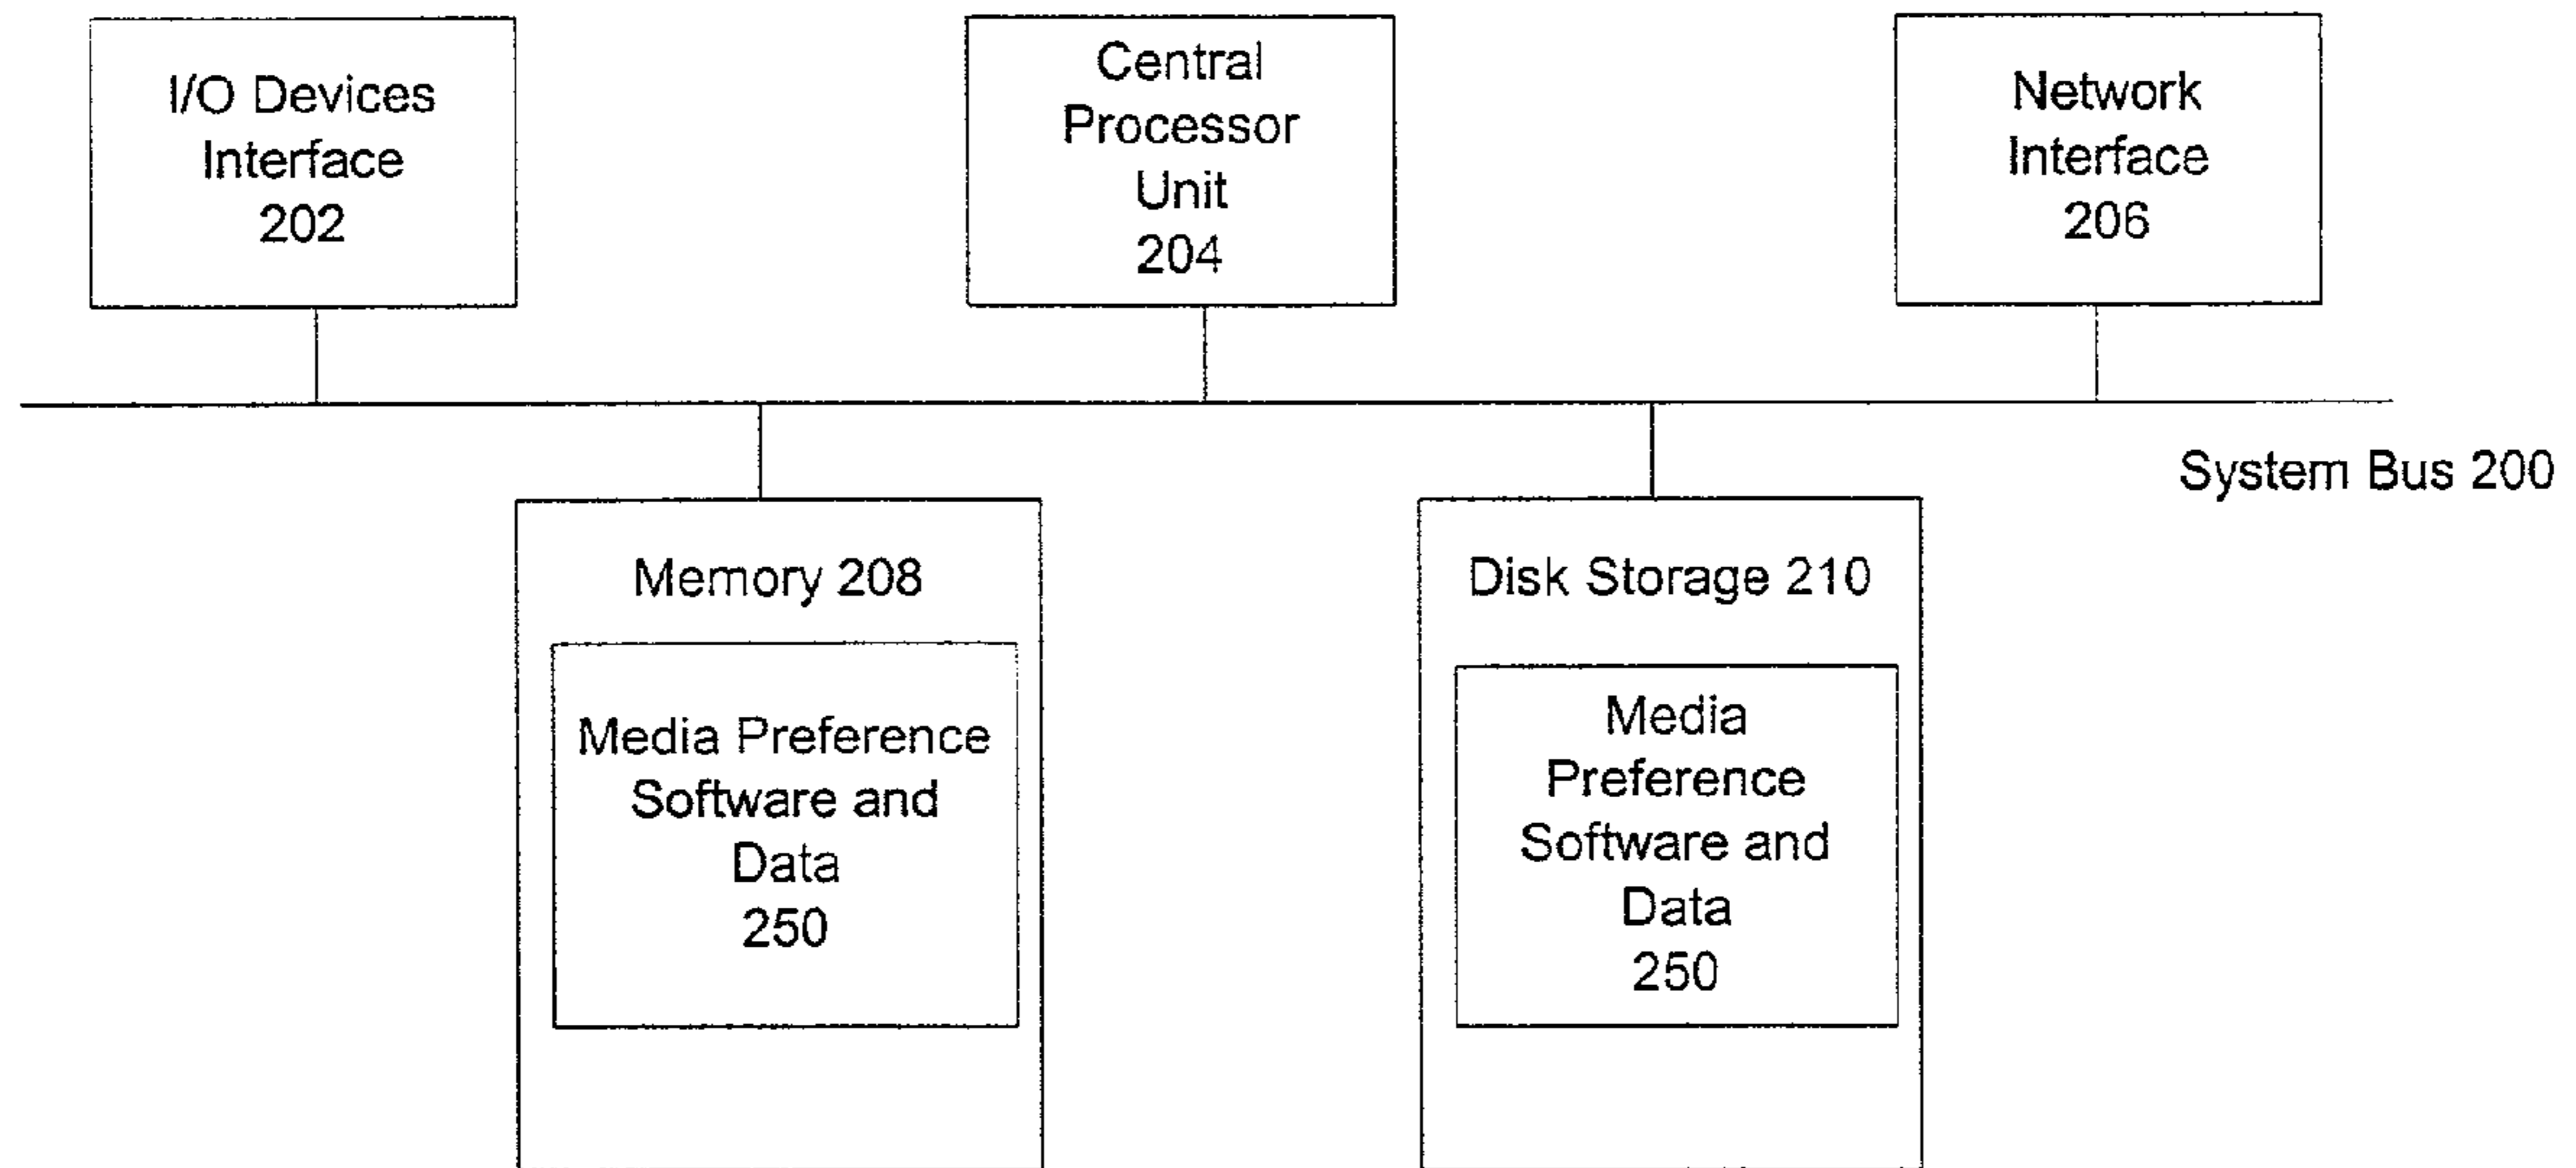 I/O Devices
Interface
202
Central
Processor
Unit
204
Network
Interface
206
System Bus 200
Memory 208
Media Preference
Software and
Data
250
Disk Storage 210
Media
Preference
Software and
Data
250